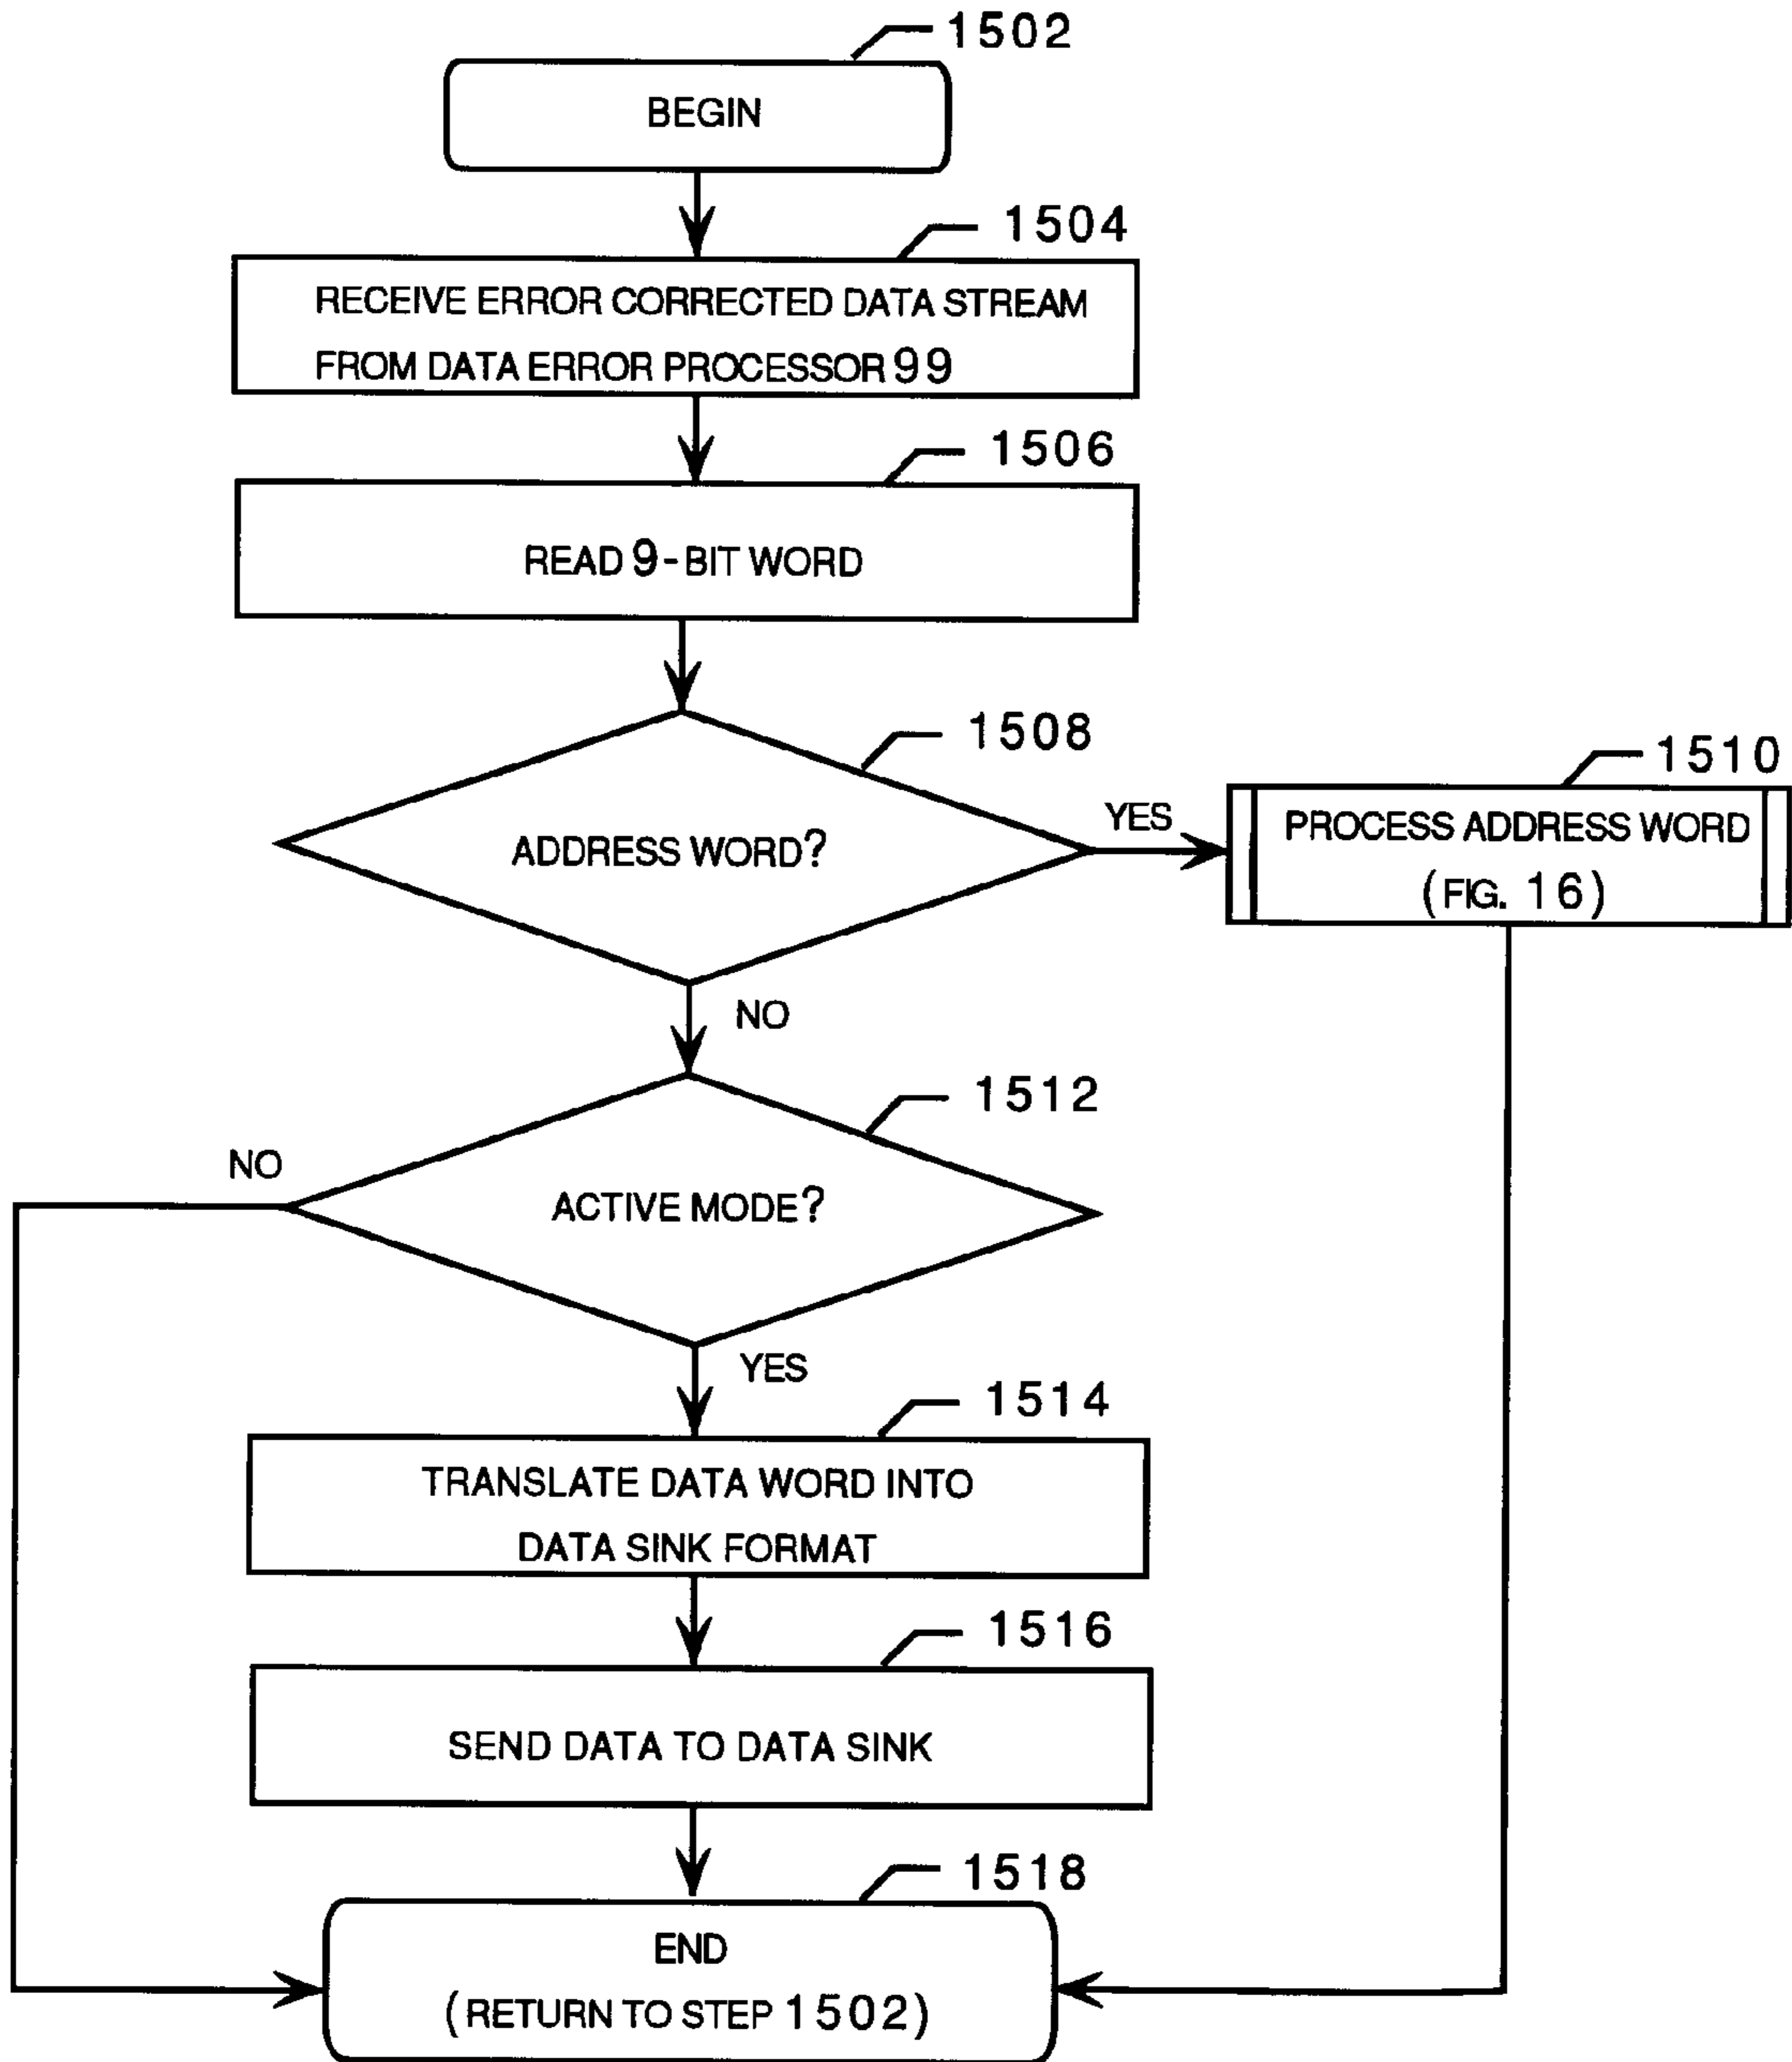 1502
BEGIN
1504
RECEIVE ERROR CORRECTED DATA STREAM
FROM DATA ERROR PROCESSOR 99
1506
READ 9-BIT WORD
1508
ADDRESS WORD?
YES
1510
PROCESS ADDRESS WORD
(FIG. 16)
NO
1512
ACTIVE MODE?
NO
YES
1514
TRANSLATE DATA WORD INTO
DATA SINK FORMAT
1516
SEND DATA TO DATA SINK
1518
END
(RETURN TO STEP 1502)